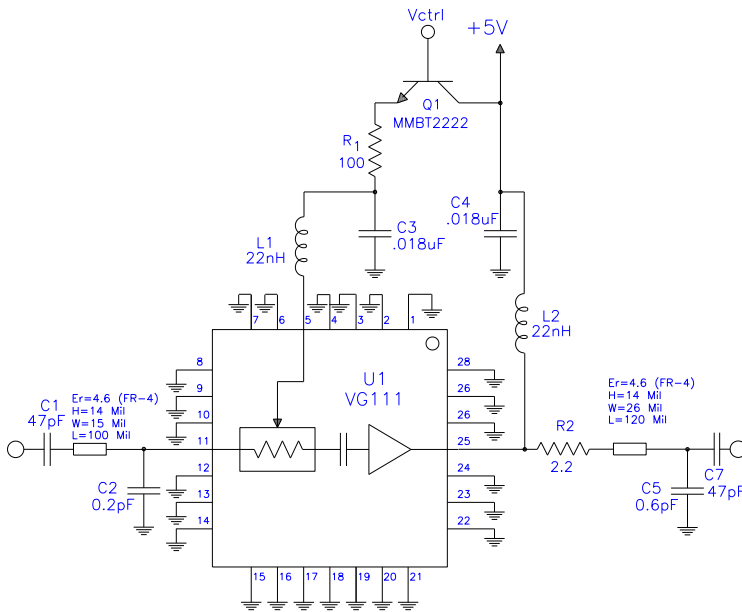 Vctrl
+5V
Q1
MMBT2222
R1
100
C4
.018uF
C3
.018uF
L1
22nH
L2
22nH
7
6
5
4
3
2
1
U1
VG111
8
9
10
11
12
13
14
28
26
26
25
24
23
22
15
16
17
18
19
20
21
C1
47pF
Er=4.6 (FR-4)
H=14 Mil
W=15 Mil
L=100 Mil
C2
0.2pF
R2
2.2
Er=4.6 (FR-4)
H=14 Mil
W=26 Mil
L=120 Mil
C5
0.6pF
C7
47pF